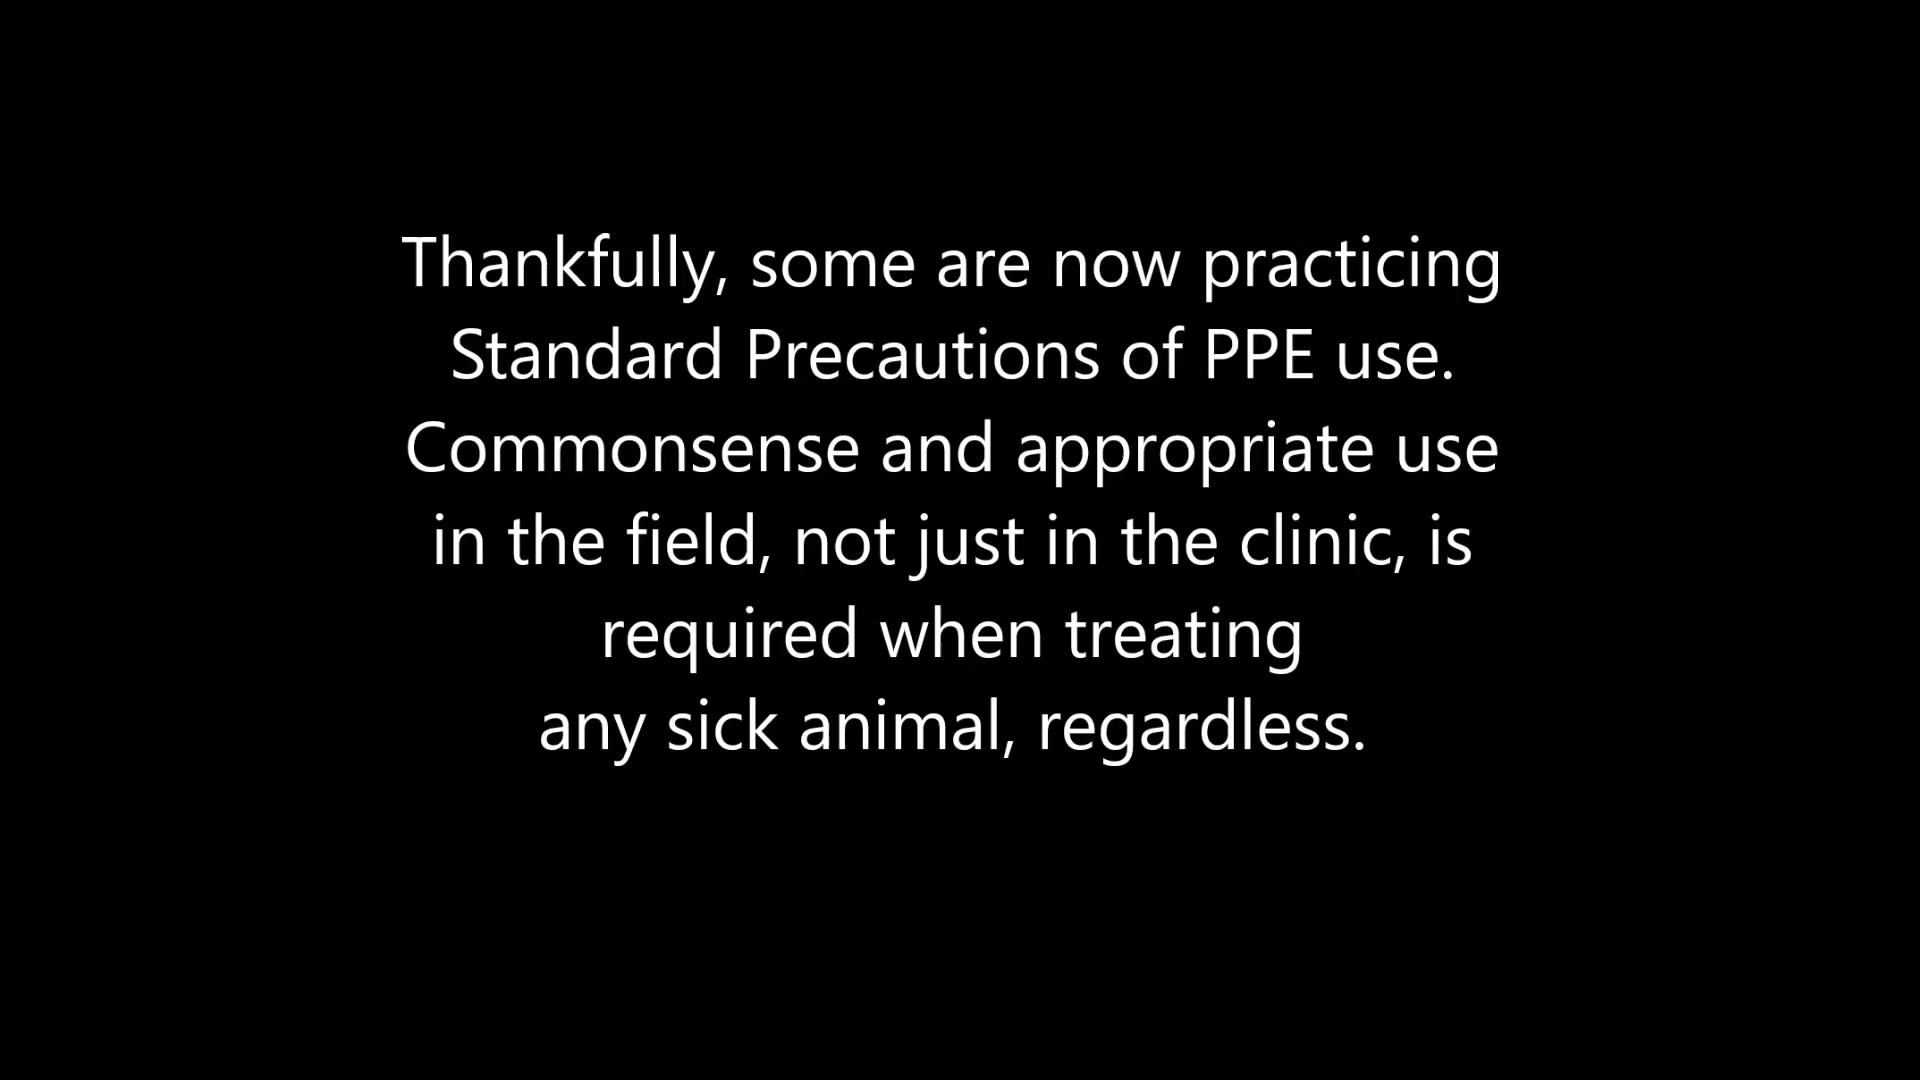 Thankfully, some are now practicing
Standard Precautions of PPE use.
Commonsense and appropriate use
in the field, not just in the clinic, is
required when treating
any sick animal, regardless.